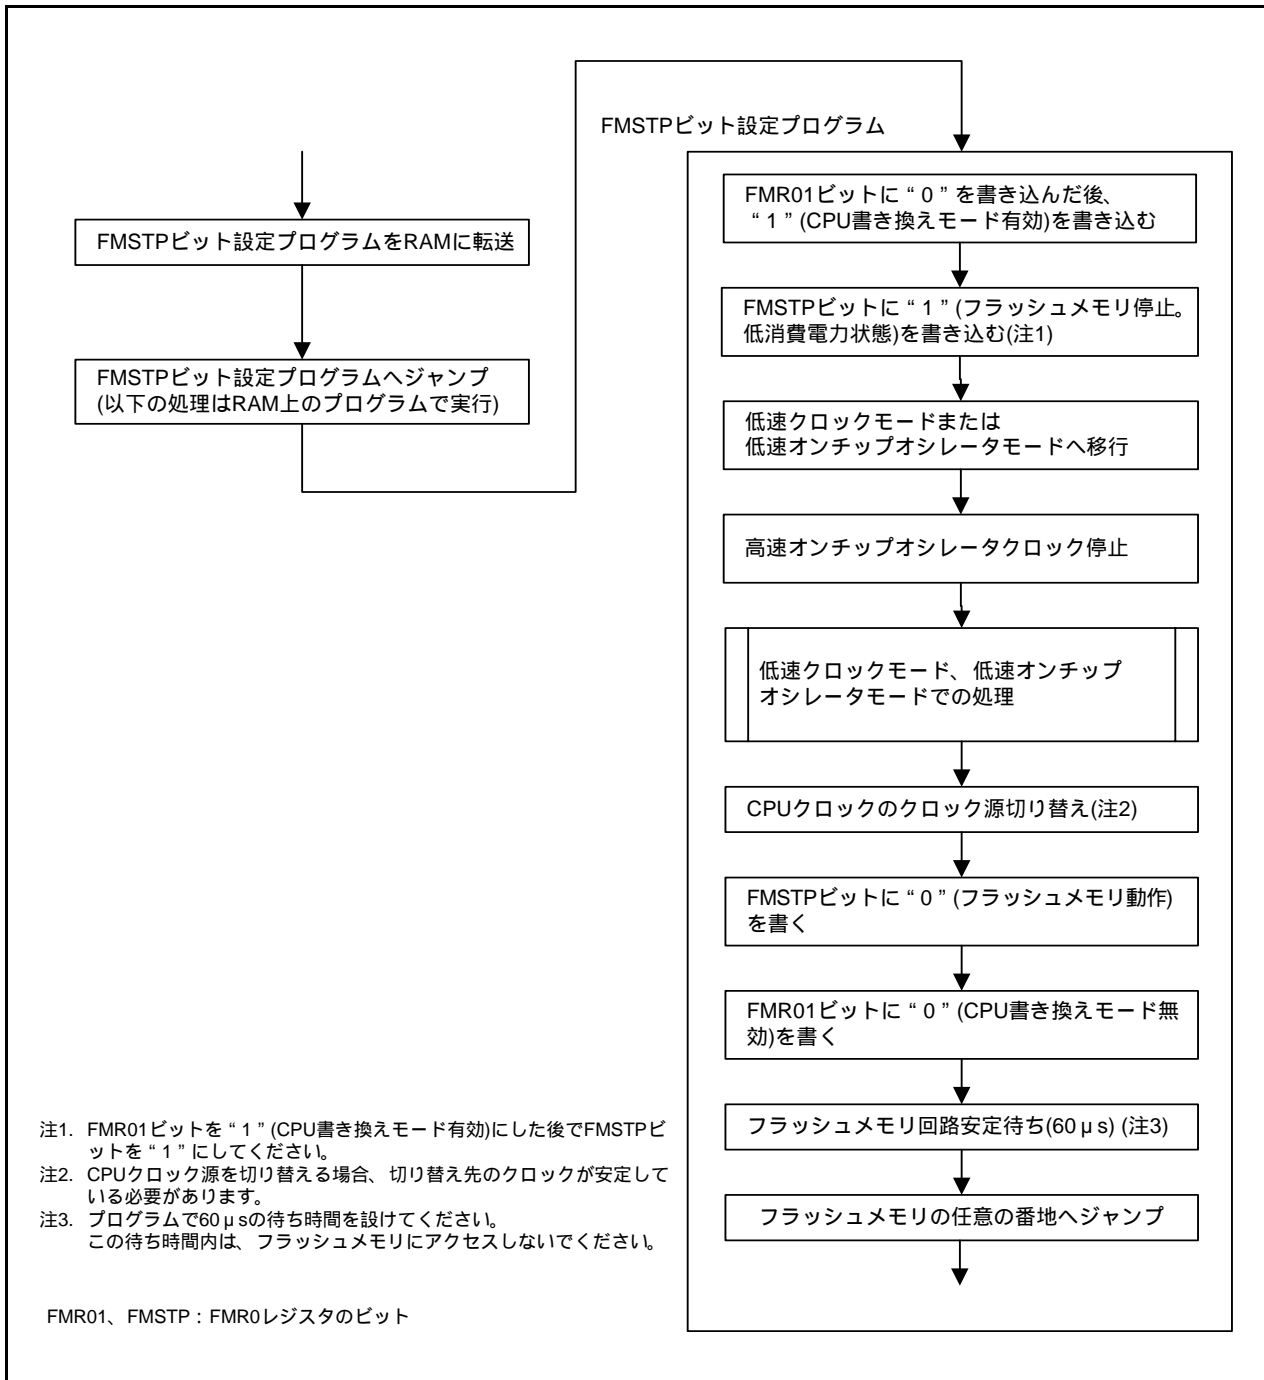 FMSTPビット設定プログラムをRAMに転送
FMSTPビット設定プログラムへジャンプ
(以下の処理はRAM上のプログラムで実行)
FMSTPビット設定プログラム
FMR01ビットに“0”を書き込んだ後、
“1”(CPU書き換えモード有効)を書き込む
FMSTPビットに“1”(フラッシュメモリ停止。
低消費電力状態)を書き込む(注1)
低速クロックモードまたは
低速オンチップオシレータモードへ移行
高速オンチップオシレータクロック停止
低速クロックモード、低速オンチップ
オシレータモードでの処理
CPUクロックのクロック源切り替え(注2)
FMSTPビットに“0”(フラッシュメモリ動作)
を書く
FMR01ビットに“0”(CPU書き換えモード無
効)を書く
フラッシュメモリ回路安定待ち(60μs) (注3)
フラッシュメモリの任意の番地へジャンプ
注1. FMR01ビットを“1”(CPU書き換えモード有効)にした後でFMSTPビ
ットを“1”にしてください。
注2. CPUクロック源を切り替える場合、切り替え先のクロックが安定して
いる必要があります。
注3. プログラムで60μsの待ち時間を設けてください。
この待ち時間内は、フラッシュメモリにアクセスしないでください。
FMR01、FMSTP：FMR0レジスタのビット